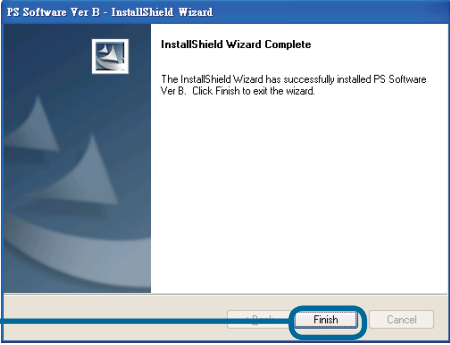 PS Software Ver B - InstallShield Wizard
InstallShield Wizard Complete
The InstallShield Wizard has successfully installed PS Software
Ver B. Click Finish to exit the wizard.
Finish Cancel